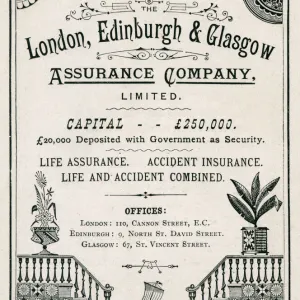 THE
London, Edinburgh & Glasgow
ASSURANCE COMPANY,
LIMITED.
CAPITAL - - £250,000.
£20,000 Deposited with Government as Security.
LIFE ASSURANCE. ACCIDENT INSURANCE.
LIFE AND ACCIDENT COMBINED.
OFFICES:
LONDON: 110, CANNON STREET, E.C.
EDINBURGH: 9, NORTH ST. DAVID STREET.
GLASGOW: 67, ST. VINCENT STREET.